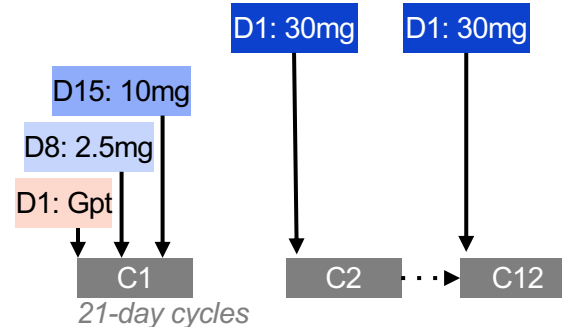 D1: 30mg
D1: 30mg
D15: 10mg
D8: 2.5mg
D1: Gpt
C1
C2
C12
21-day cycles